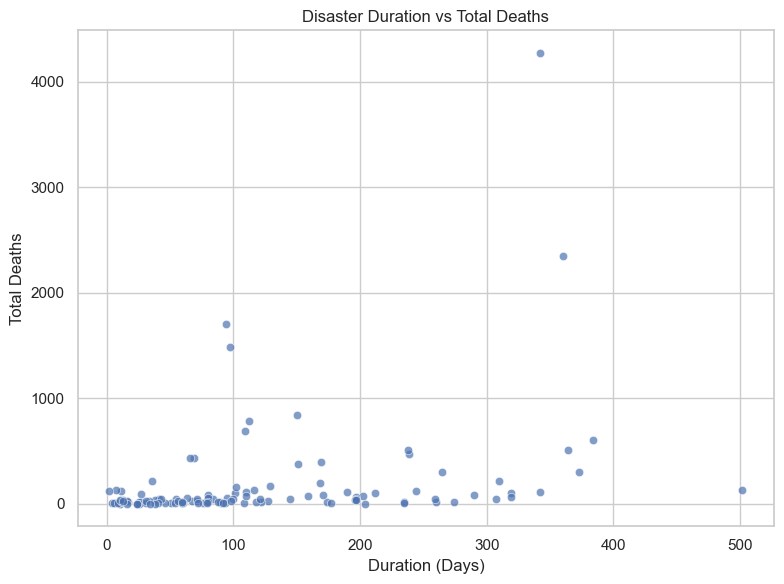 Disaster Duration vs Total Deaths
Total Deaths
4000
3000
2000
1000
0
0 100 200 300 400 500
Duration (Days)